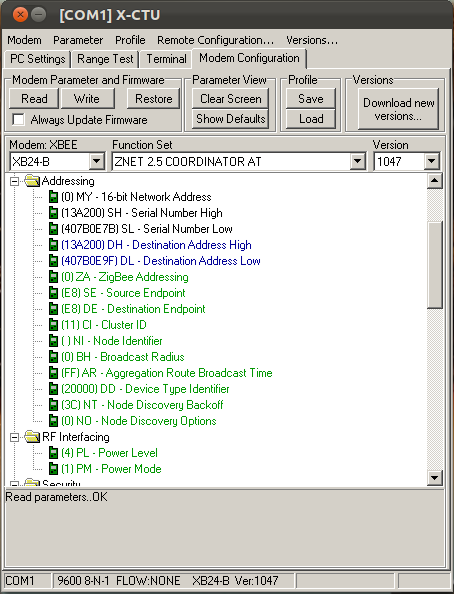 [COM1] X-CTU
Modem Parameter Profile Remote Configuration... Versions...
PC Settings Range Test Terminal Modem Configuration
Modem Parameter and Firmware Parameter View Profile Versions
Read Write Restore Clear Screen Save Download new versions...
Always Update Firmware Show Defaults Load
Modem: XBEE Function Set Version
XB24-B ZNET 2.5 COORDINATOR AT 1047
Addressing
(0) MY - 16-bit Network Address
(13A200) SH - Serial Number High
(407B0E7B) SL - Serial Number Low
(13A200) DH - Destination Address High
(407B0E9F) DL - Destination Address Low
(0) ZA - ZigBee Addressing
(E8) SE - Source Endpoint
(E8) DE - Destination Endpoint
(11) CI - Cluster ID
( ) NI - Node Identifier
(0) BH - Broadcast Radius
(FF) AR - Aggregation Route Broadcast Time
(20000) DD - Device Type Identifier
(3C) NT - Node Discovery Backoff
(0) NO - Node Discovery Options
RF Interfacing
(4) PL - Power Level
(1) PM - Power Mode
Security
Read parameters..OK
COM1 9600 8-N-1 FLOW:NONE XB24-B Ver:1047